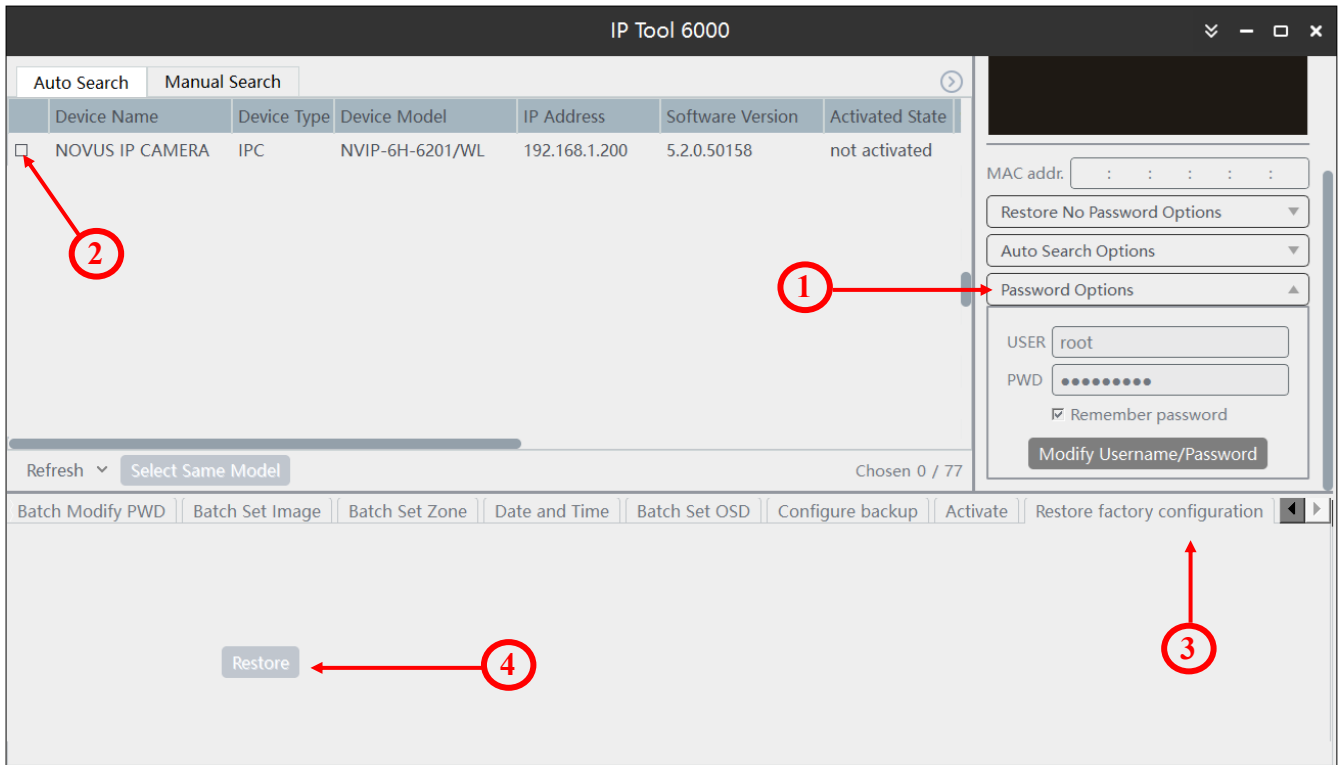 IP Tool 6000
Auto Search Manual Search
Device Name Device Type Device Model IP Address Software Version Activated State
NOVUS IP CAMERA IPC NVIP-6H-6201/WL 192.168.1.200 5.2.0.50158 not activated
2
1
Refresh Select Same Model Chosen 0 / 77
MAC addr. : : : : :
Restore No Password Options
Auto Search Options
Password Options
USER root
PWD ●●●●●●●●●
Remember password
Modify Username/Password
Batch Modify PWD Batch Set Image Batch Set Zone Date and Time Batch Set OSD Configure backup Activate Restore factory configuration
3
Restore 4